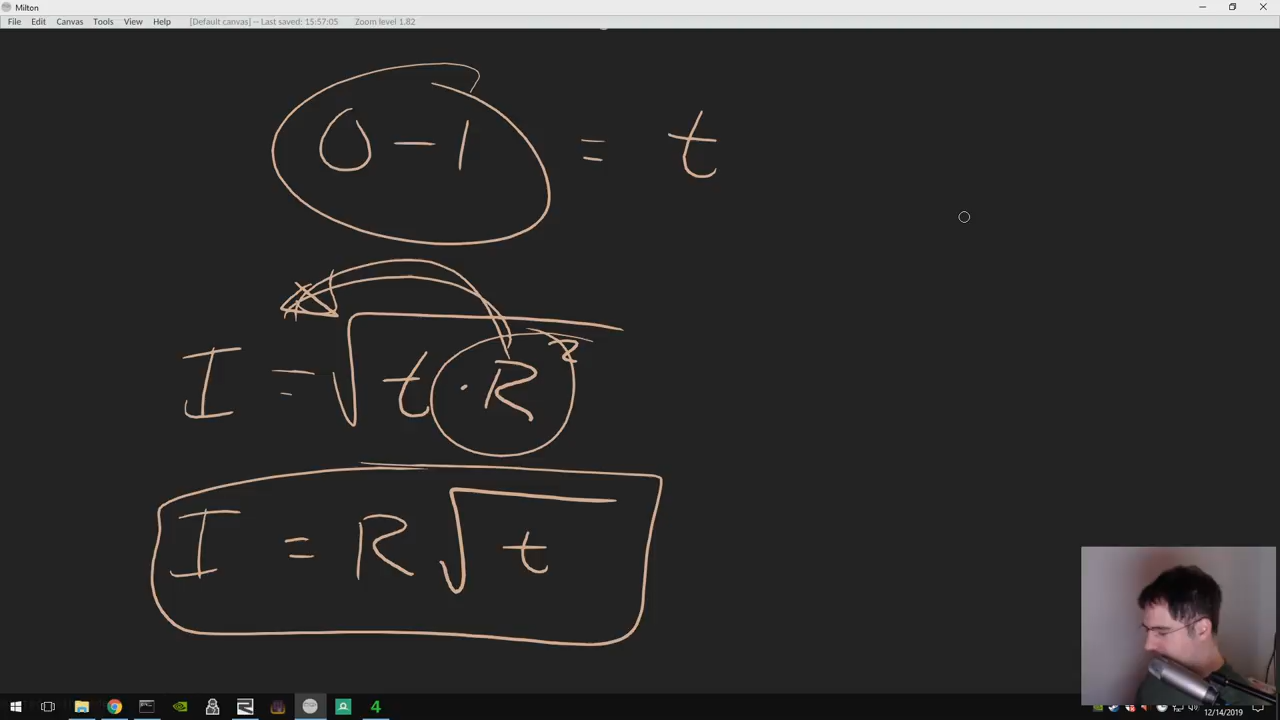 Milton
File Edit Canvas Tools View Help [Default canvas] -- Last saved: 15:57:05 Zoom level 1.82
0 - 1 = t
I = √t · R²
I = R √t
4
12/14/2019